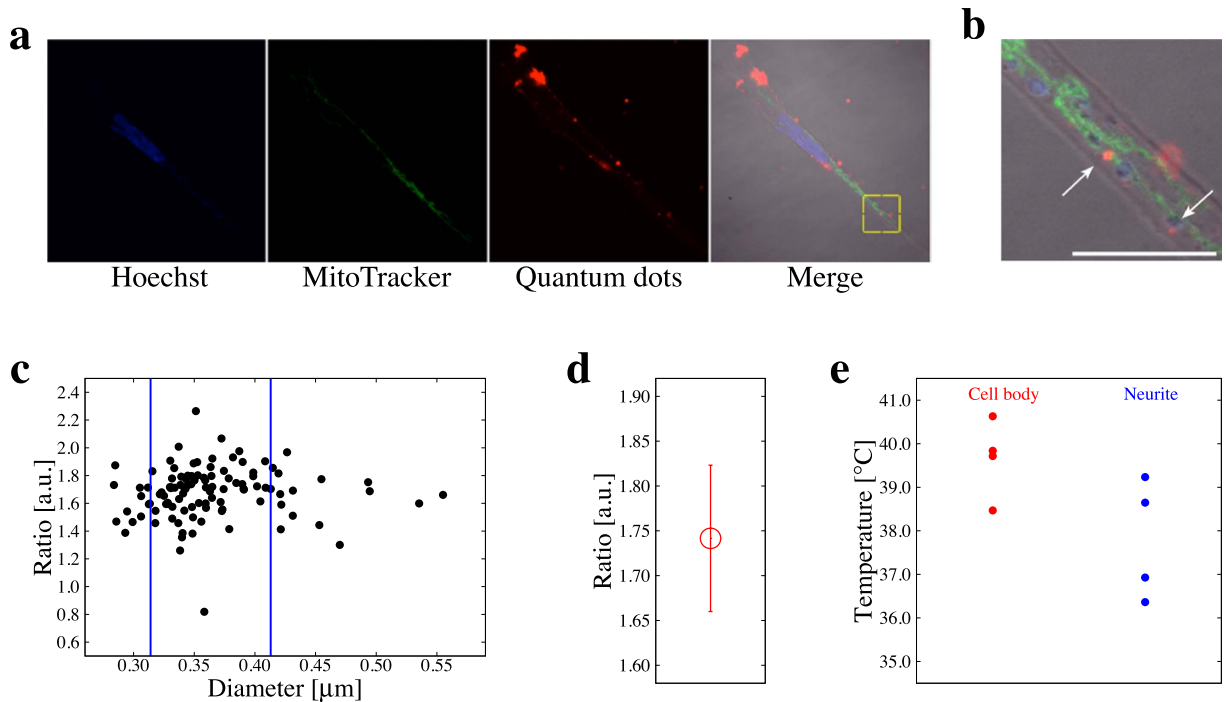 a
b
Hoechst
MitoTracker
Quantum dots
Merge
c
Ratio [a.u.]
2.4
2.2
2.0
1.8
1.6
1.4
1.2
1.0
0.8
0.6
0.30
0.35
0.40
0.45
0.50
0.55
Diameter [μm]
d
Ratio [a.u.]
1.90
1.85
1.80
1.75
1.70
1.65
1.60
e
Temperature [°C]
41.0
40.0
39.0
38.0
37.0
36.0
35.0
Cell body
Neurite